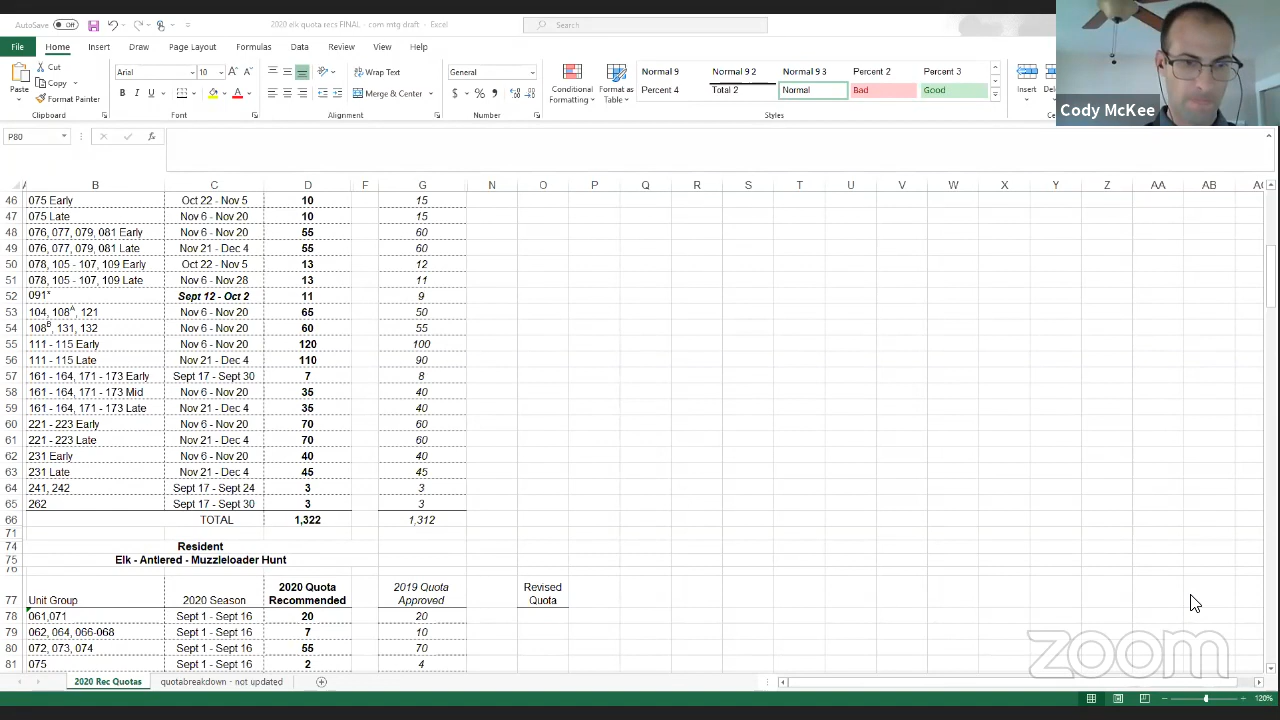 AutoSave Off 2020 elk quota recs FINAL - com mtg draft - Excel Search
File Home Insert Draw Page Layout Formulas Data Review View Help
Cut Arial 10 Wrap Text General Normal 9 Normal 9 2 Normal 9 3 Percent 2 Percent 3
Paste Copy Format Painter B I U Merge & Center $ % Conditional Formatting Format as Table Percent 4 Total 2 Normal Bad Good Insert
Clipboard Font Alignment Number Styles
Cody McKee
P80 fx
B C D F G N O P Q R S T U V W X Y Z AA AB
46 075 Early Oct 22 - Nov 5 10 15
47 075 Late Nov 6 - Nov 20 10 15
48 076, 077, 079, 081 Early Nov 6 - Nov 20 55 60
49 076, 077, 079, 081 Late Nov 21 - Dec 4 55 60
50 078, 105 - 107, 109 Early Oct 22 - Nov 5 13 12
51 078, 105 - 107, 109 Late Nov 6 - Nov 28 13 11
52 091* Sept 12 - Oct 2 11 9
53 104, 108A, 121 Nov 6 - Nov 20 65 50
54 108B, 131, 132 Nov 6 - Nov 20 60 55
55 111 - 115 Early Nov 6 - Nov 20 120 100
56 111 - 115 Late Nov 21 - Dec 4 110 90
57 161 - 164, 171 - 173 Early Sept 17 - Sept 30 7 8
58 161 - 164, 171 - 173 Mid Nov 6 - Nov 20 35 40
59 161 - 164, 171 - 173 Late Nov 21 - Dec 4 35 40
60 221 - 223 Early Nov 6 - Nov 20 70 60
61 221 - 223 Late Nov 21 - Dec 4 70 60
62 231 Early Nov 6 - Nov 20 40 40
63 231 Late Nov 21 - Dec 4 45 45
64 241, 242 Sept 17 - Sept 24 3 3
65 262 Sept 17 - Sept 30 3 3
66 TOTAL 1,322 1,312
71
74 Resident
75 Elk - Antlered - Muzzleloader Hunt
76
2020 Quota 2019 Quota Revised
77 Unit Group 2020 Season Recommended Approved Quota
78 061,071 Sept 1 - Sept 16 20 20
79 062, 064, 066-068 Sept 1 - Sept 16 7 10
80 072, 073, 074 Sept 1 - Sept 16 55 70
81 075 Sept 1 - Sept 16 2 4
zoom
2020 Rec Quotas quotabreakdown - not updated
120%